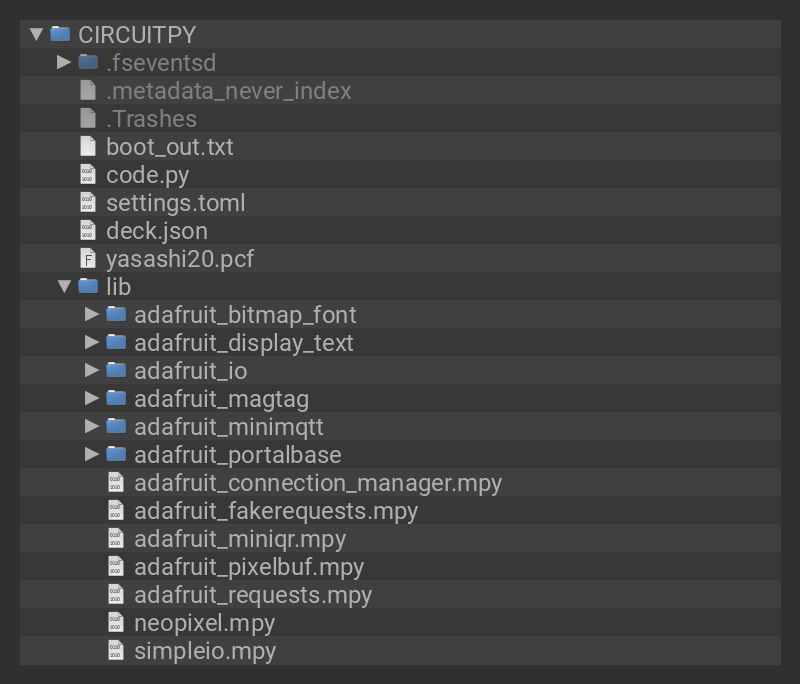 CIRCUITPY
.fseventsd
.metadata_never_index
.Trashes
boot_out.txt
code.py
settings.toml
deck.json
yasashi20.pcf
lib
adafruit_bitmap_font
adafruit_display_text
adafruit_io
adafruit_magtag
adafruit_minimqtt
adafruit_portalbase
adafruit_connection_manager.mpy
adafruit_fakerequests.mpy
adafruit_miniqr.mpy
adafruit_pixelbuf.mpy
adafruit_requests.mpy
neopixel.mpy
simpleio.mpy